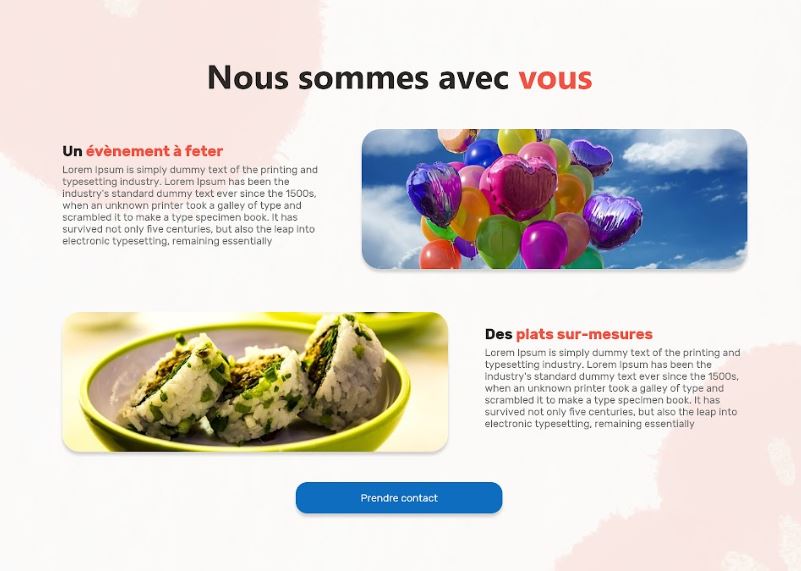 Nous sommes avec vous
Un évènement à feter
Lorem Ipsum is simply dummy text of the printing and
typesetting industry. Lorem Ipsum has been the
industry's standard dummy text ever since the 1500s,
when an unknown printer took a galley of type and
scrambled it to make a type specimen book. It has
survived not only five centuries, but also the leap into
electronic typesetting, remaining essentially
Des plats sur-mesures
Lorem Ipsum is simply dummy text of the printing and
typesetting industry. Lorem Ipsum has been the
industry's standard dummy text ever since the 1500s,
when an unknown printer took a galley of type and
scrambled it to make a type specimen book. It has
survived not only five centuries, but also the leap into
electronic typesetting, remaining essentially
Prendre contact